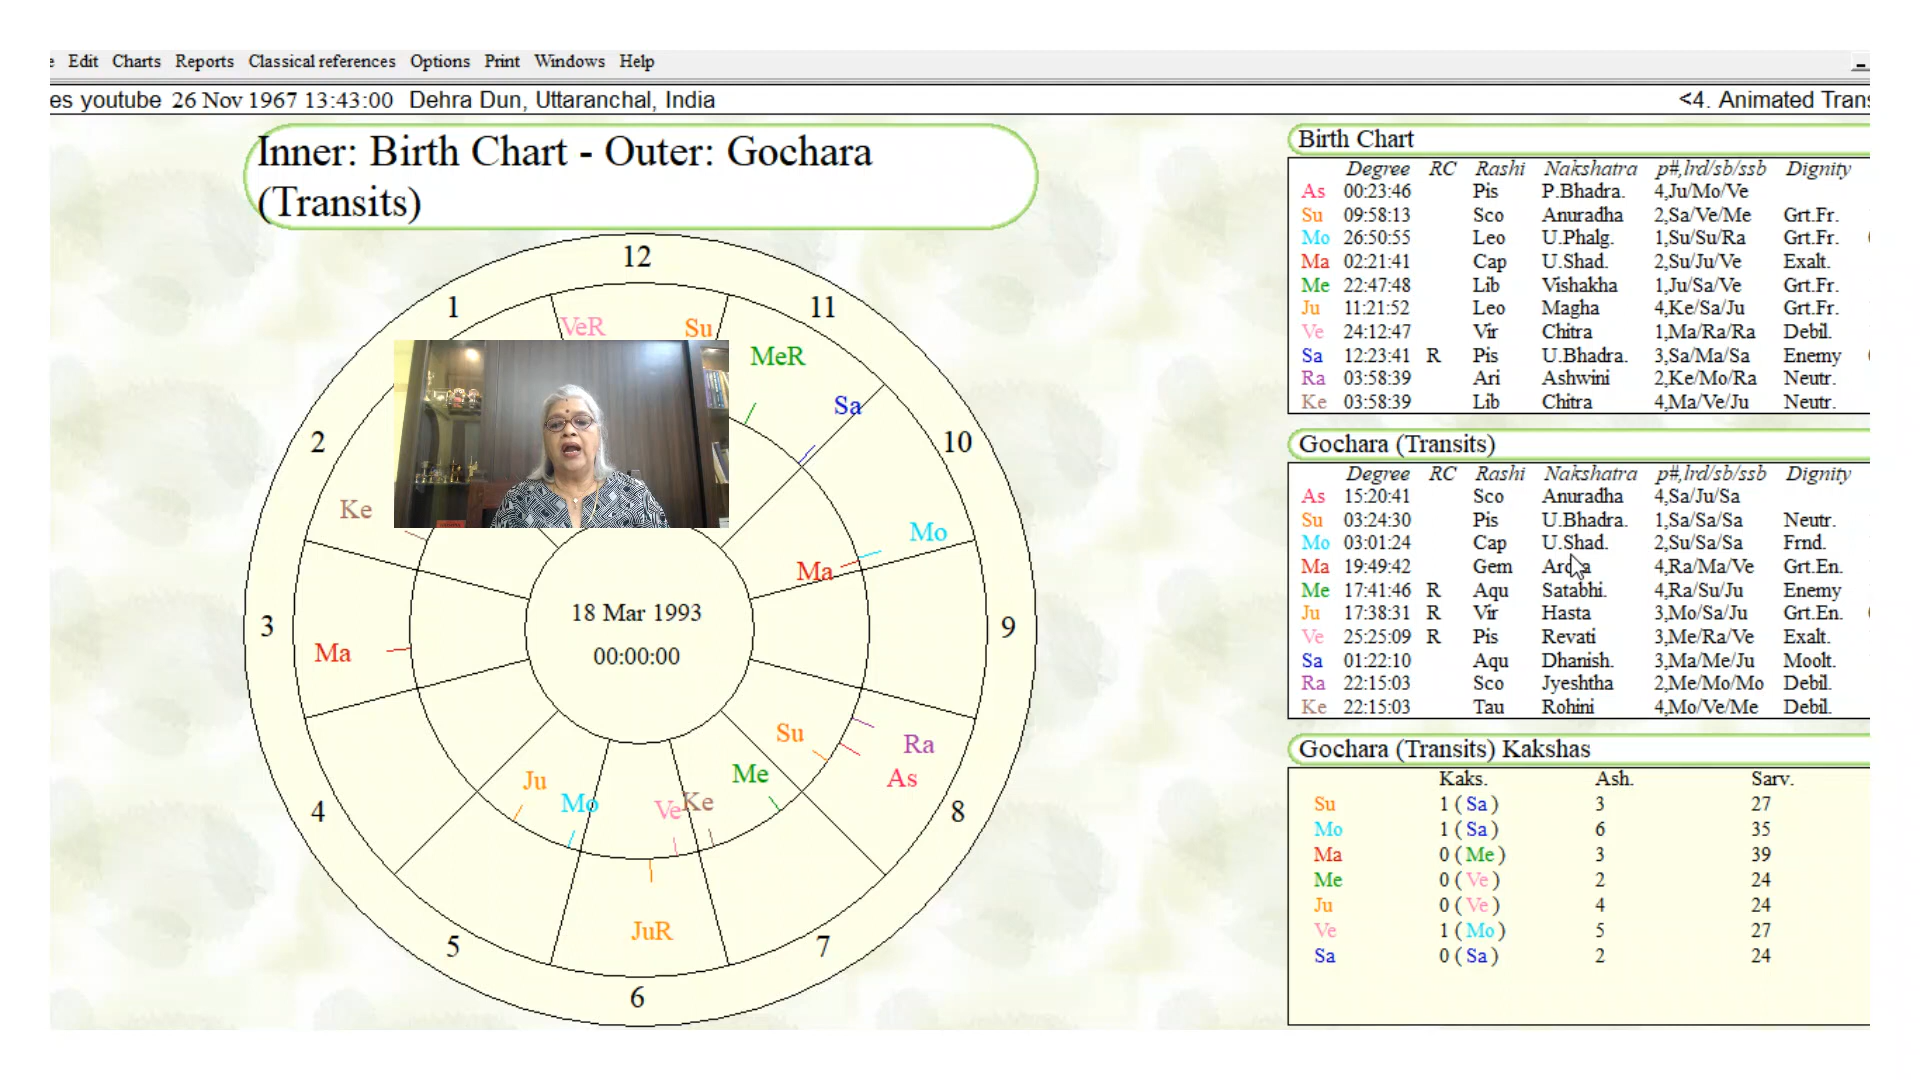 Edit Charts Reports Classical references Options Print Windows Help
es youtube 26 Nov 1967 13:43:00 Dehra Dun, Uttaranchal, India
<4. Animated Trans
Inner: Birth Chart - Outer: Gochara
(Transits)
12
1
11
VeR
Su
MeR
Sa
2
10
Ke
Mo
Ma
3
Ma
18 Mar 1993
00:00:00
9
Su
Ra
As
Ju
Mo
Ve
Ke
Me
4
8
JuR
5
7
6
Birth Chart
Degree RC Rashi Nakshatra p#,lrd/sb/ssb Dignity
As 00:23:46 Pis P.Bhadra. 4,Ju/Mo/Ve
Su 09:58:13 Sco Anuradha 2,Sa/Ve/Me Grt.Fr.
Mo 26:50:55 Leo U.Phalg. 1,Su/Su/Ra Grt.Fr.
Ma 02:21:41 Cap U.Shad. 2,Su/Ju/Ve Exalt.
Me 22:47:48 Lib Vishakha 1,Ju/Sa/Ve Grt.Fr.
Ju 11:21:52 Leo Magha 4,Ke/Sa/Ju Grt.Fr.
Ve 24:12:47 Vir Chitra 1,Ma/Ra/Ra Debil.
Sa 12:23:41 R Pis U.Bhadra. 3,Sa/Ma/Sa Enemy
Ra 03:58:39 Ari Ashwini 2,Ke/Mo/Ra Neutr.
Ke 03:58:39 Lib Chitra 4,Ma/Ve/Ju Neutr.
Gochara (Transits)
Degree RC Rashi Nakshatra p#,lrd/sb/ssb Dignity
As 15:20:41 Sco Anuradha 4,Sa/Ju/Sa
Su 03:24:30 Pis U.Bhadra. 1,Sa/Sa/Sa Neutr.
Mo 03:01:24 Cap U.Shad. 2,Su/Sa/Sa Frnd.
Ma 19:49:42 Gem 4,Ra/Ma/Ve Grt.En.
Me 17:41:46 R Aqu Satabhi. 4,Ra/Su/Ju Enemy
Ju 17:38:31 R Vir Hasta 3,Mo/Sa/Ju Grt.En.
Ve 25:25:09 R Pis Revati 3,Me/Ra/Ve Exalt.
Sa 01:22:10 Aqu Dhanish. 3,Ma/Me/Ju Moolt.
Ra 22:15:03 Sco Jyeshtha 2,Me/Mo/Mo Debil.
Ke 22:15:03 Tau Rohini 4,Mo/Ve/Me Debil.
Gochara (Transits) Kakshas
Kaks. Ash. Sarv.
Su 1 (Sa) 3 27
Mo 1 (Sa) 6 35
Ma 0 (Me) 3 39
Me 0 (Ve) 2 24
Ju 0 (Ve) 4 24
Ve 1 (Mo) 5 27
Sa 0 (Sa) 2 24